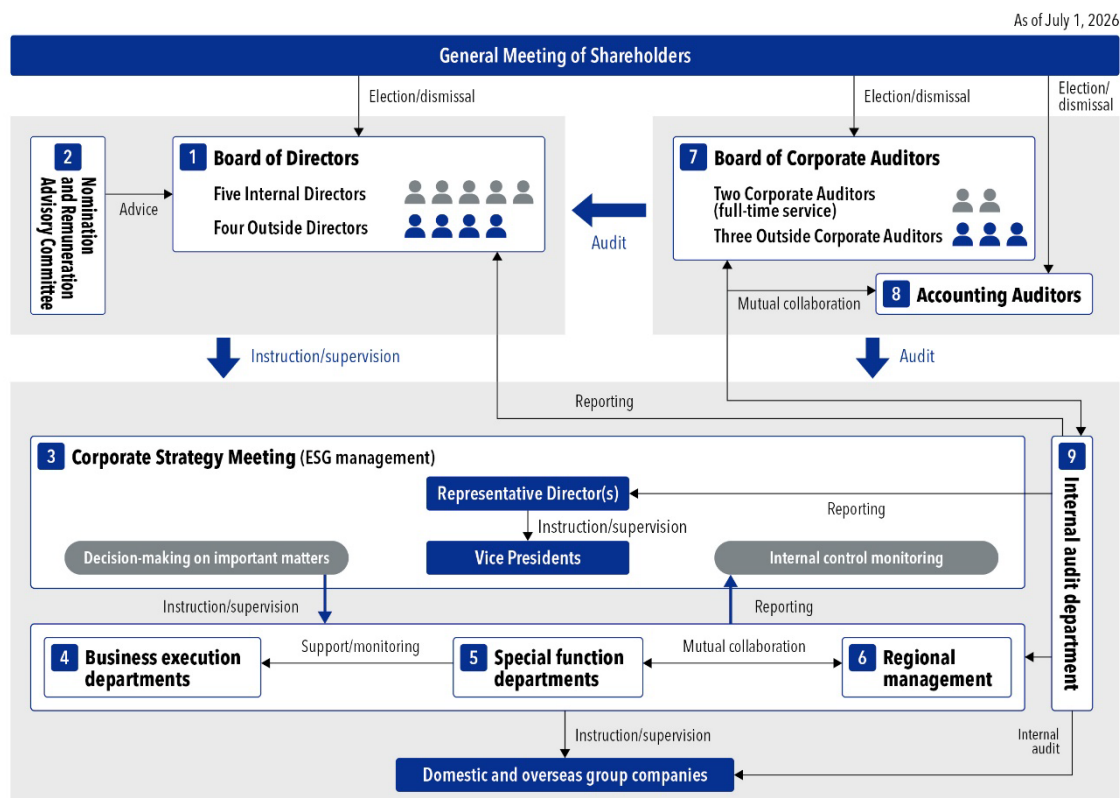 As of July 1, 2026
General Meeting of Shareholders
Election/dismissal
Election/dismissal
Election/
dismissal
2
Nomination
and Remuneration
Advisory Committee
Advice
1 Board of Directors
Five Internal Directors
Four Outside Directors
Audit
7 Board of Corporate Auditors
Two Corporate Auditors
(full-time service)
Three Outside Corporate Auditors
Mutual collaboration
8 Accounting Auditors
Instruction/supervision
Audit
Reporting
3 Corporate Strategy Meeting (ESG management)
Representative Director(s)
Reporting
Instruction/supervision
Decision-making on important matters
Vice Presidents
Internal control monitoring
9
Internal audit department
Instruction/supervision
Reporting
4 Business execution
departments
Support/monitoring
5 Special function
departments
Mutual collaboration
6 Regional
management
Instruction/supervision
Internal
audit
Domestic and overseas group companies